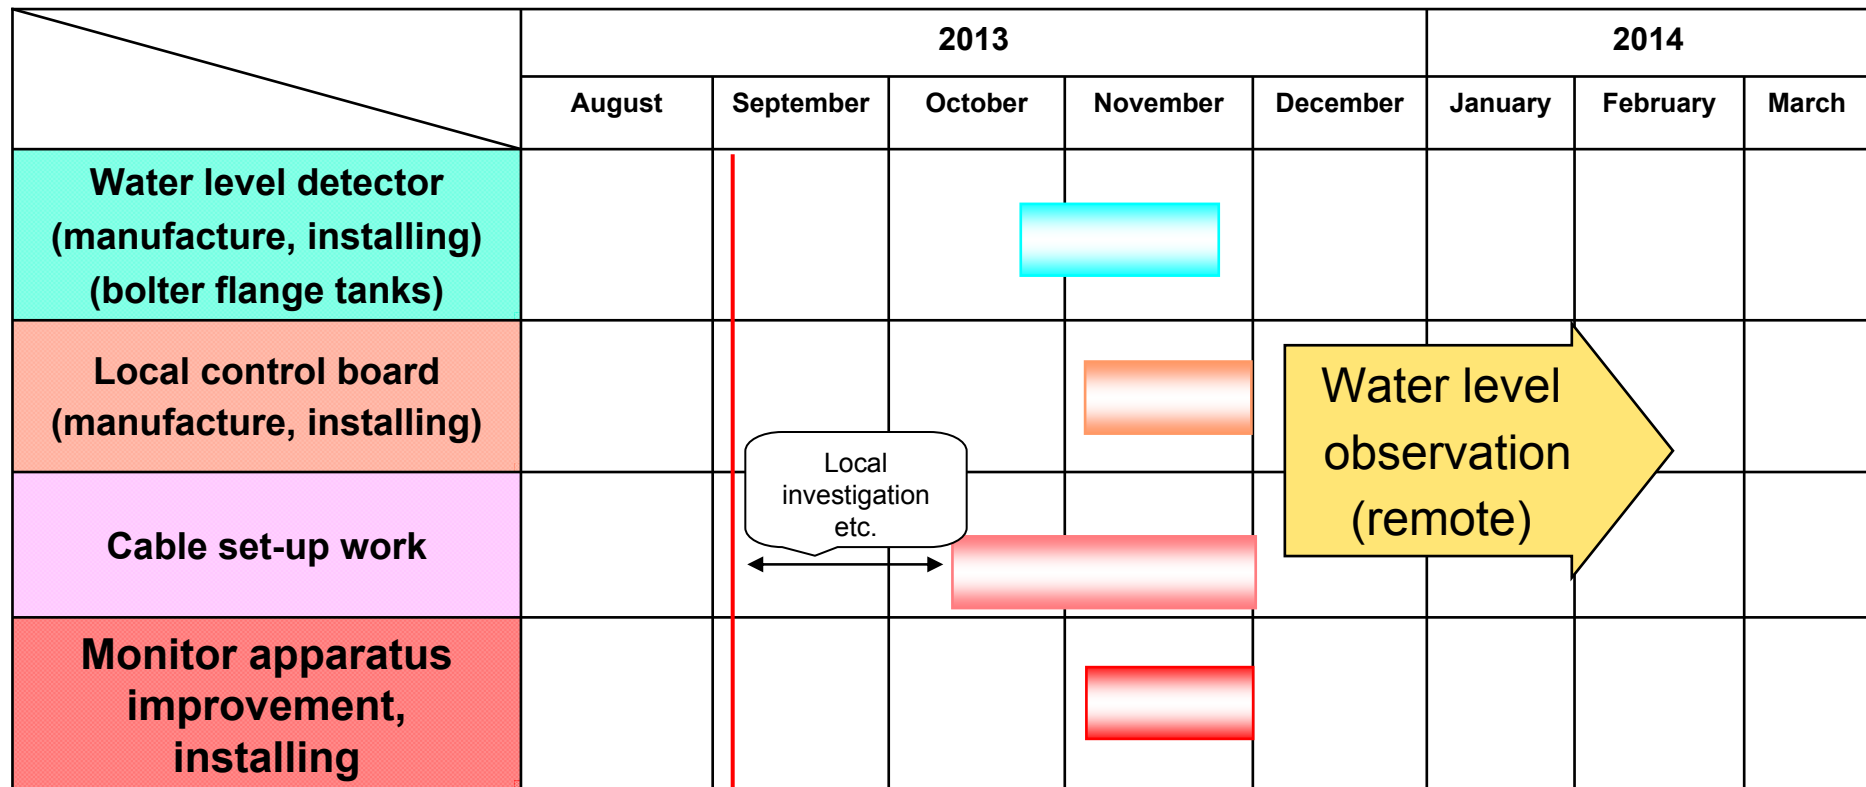 2013
2014
August
September
October
November
December
January
February
March
Water level detector
(manufacture, installing)
(bolter flange tanks)
Local control board
(manufacture, installing)
Local
investigation
etc.
Water level
observation
(remote)
Cable set-up work
Monitor apparatus
improvement,
installing